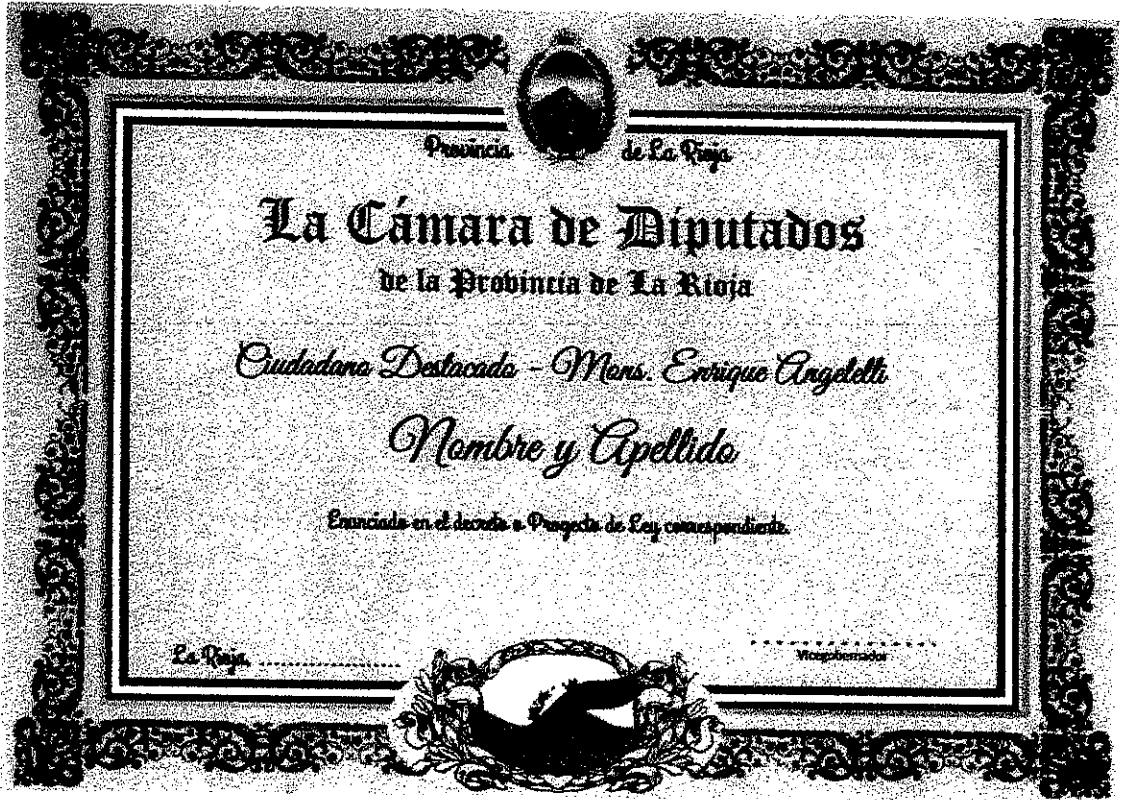 Provincia de La Rioja
La Cámara de Diputados
de la Provincia de La Rioja
Ciudadano Destacado - Mons. Enrique Angelelli
Nombre y Apellido
Enunciado en el decreto o Proyecto de Ley correspondiente.
La Rioja, ....................
....................
Vicegobernador